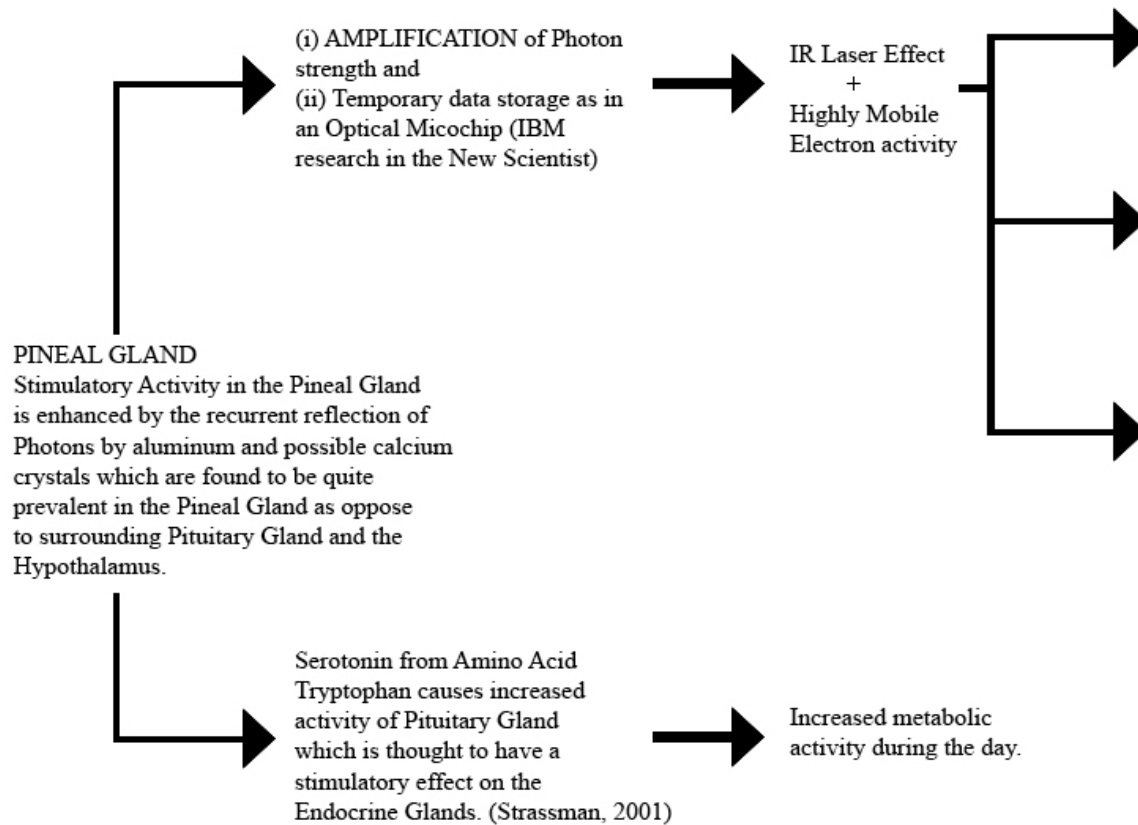 (i) AMPLIFICATION of Photon
strength and
(ii) Temporary data storage as in
an Optical Micochip (IBM
research in the New Scientist)
IR Laser Effect
+
Highly Mobile
Electron activity
PINEAL GLAND
Stimulatory Activity in the Pineal Gland
is enhanced by the recurrent reflection of
Photons by aluminum and possible calcium
crystals which are found to be quite
prevalent in the Pineal Gland as oppose
to surrounding Pituitary Gland and the
Hypothalamus.
Serotonin from Amino Acid
Tryptophan causes increased
activity of Pituitary Gland
which is thought to have a
stimulatory effect on the
Endocrine Glands. (Strassman, 2001)
Increased metabolic
activity during the day.